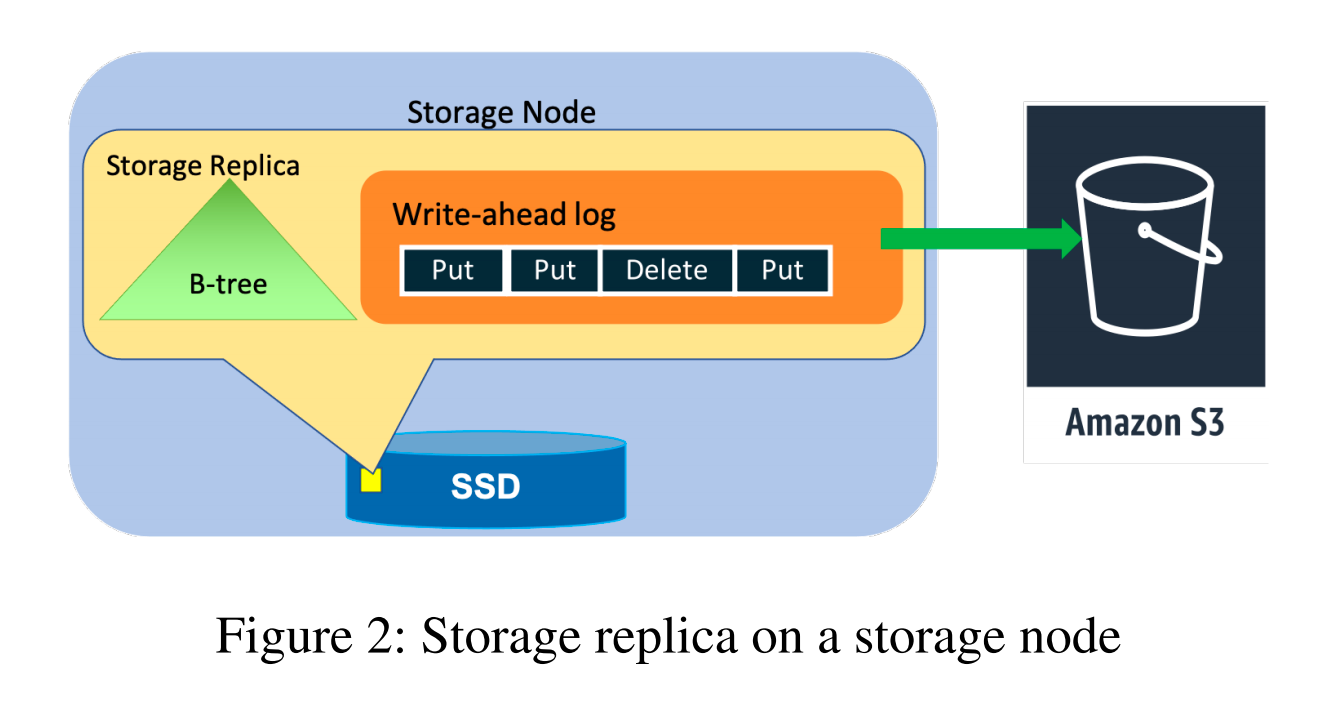 Storage Node
Storage Replica
B-tree
Write-ahead log
Put Put Delete Put
SSD
Amazon S3
Figure 2: Storage replica on a storage node